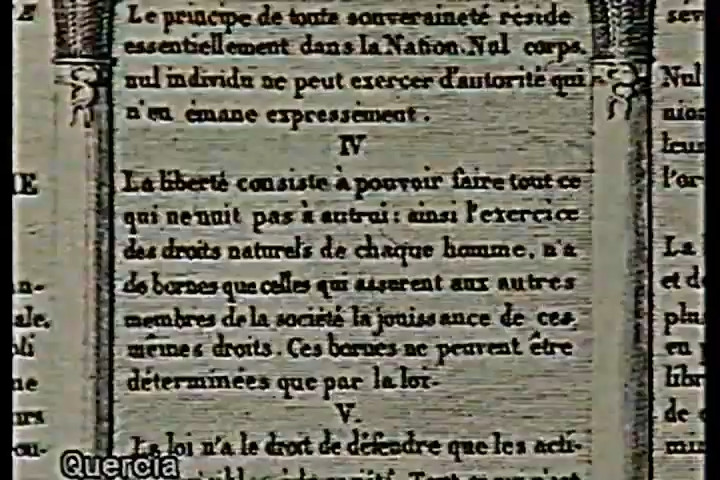 Le principe de toute souveraineté réside
essentiellement dans la Nation. Nul corps,
nul individu ne peut exercer d'autorité qui
n'en émane expressément.
IV
La liberté consiste à pouvoir faire tout ce
qui ne nuit pas à autrui: ainsi l'exercice
des droits naturels de chaque homme, n'a
de bornes que celles qui assurent aux autres
membres de la société la jouissance de ces
mêmes droits. Ces bornes ne peuvent être
déterminées que par la loi.
V.
La loi n'a le droit de défendre que les acti-
Nul
La
et de
Quercia